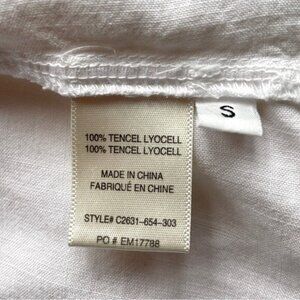 S
100% TENCEL LYOCELL
100% TENCEL LYOCELL
MADE IN CHINA
FABRIQUÉ EN CHINE
STYLE# C2631-654-303
PO # EM17788